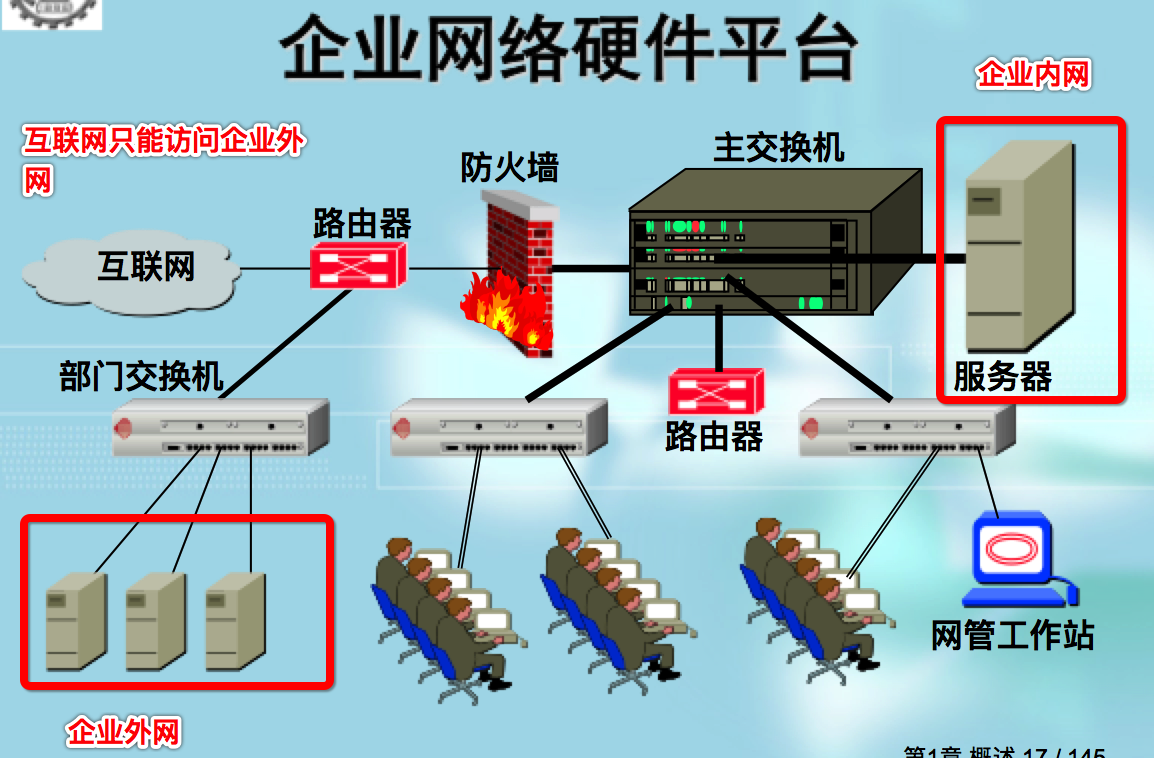 企业网络硬件平台
企业内网
互联网只能访问企业外
网
防火墙
主交换机
路由器
互联网
部门交换机
服务器
路由器
网管工作站
企业外网
第1章 概述 17 / 145